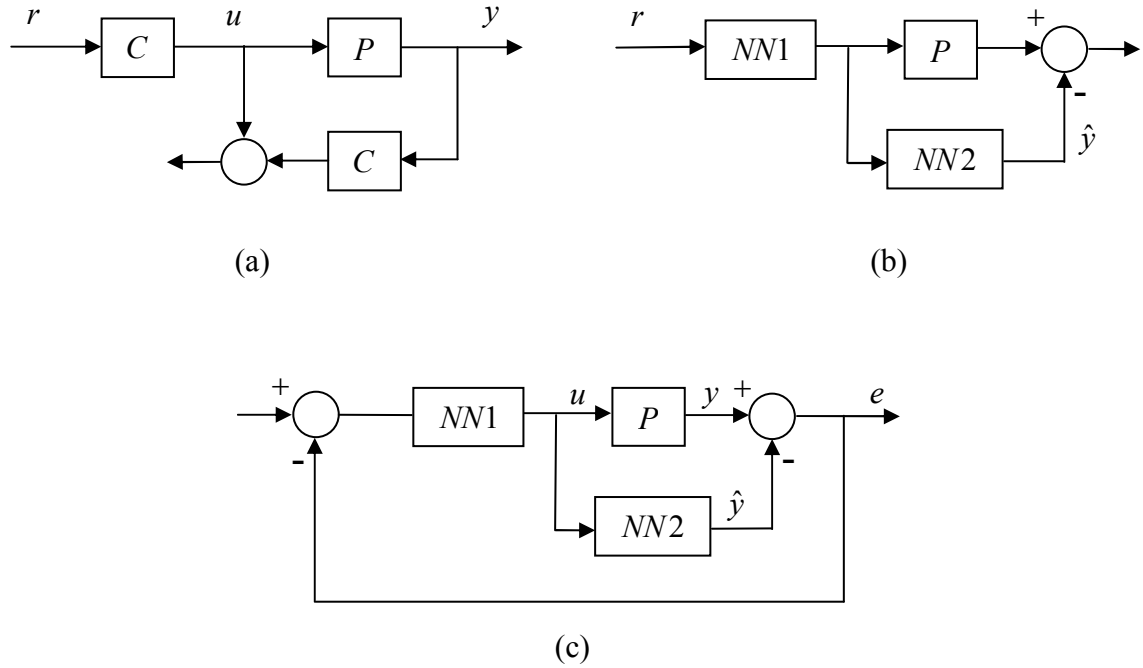 r C u P y
C
(a)
r NN1 P +
-
NN2 ŷ
(b)
+ NN1 u P y + e
- -
NN2 ŷ
(c)